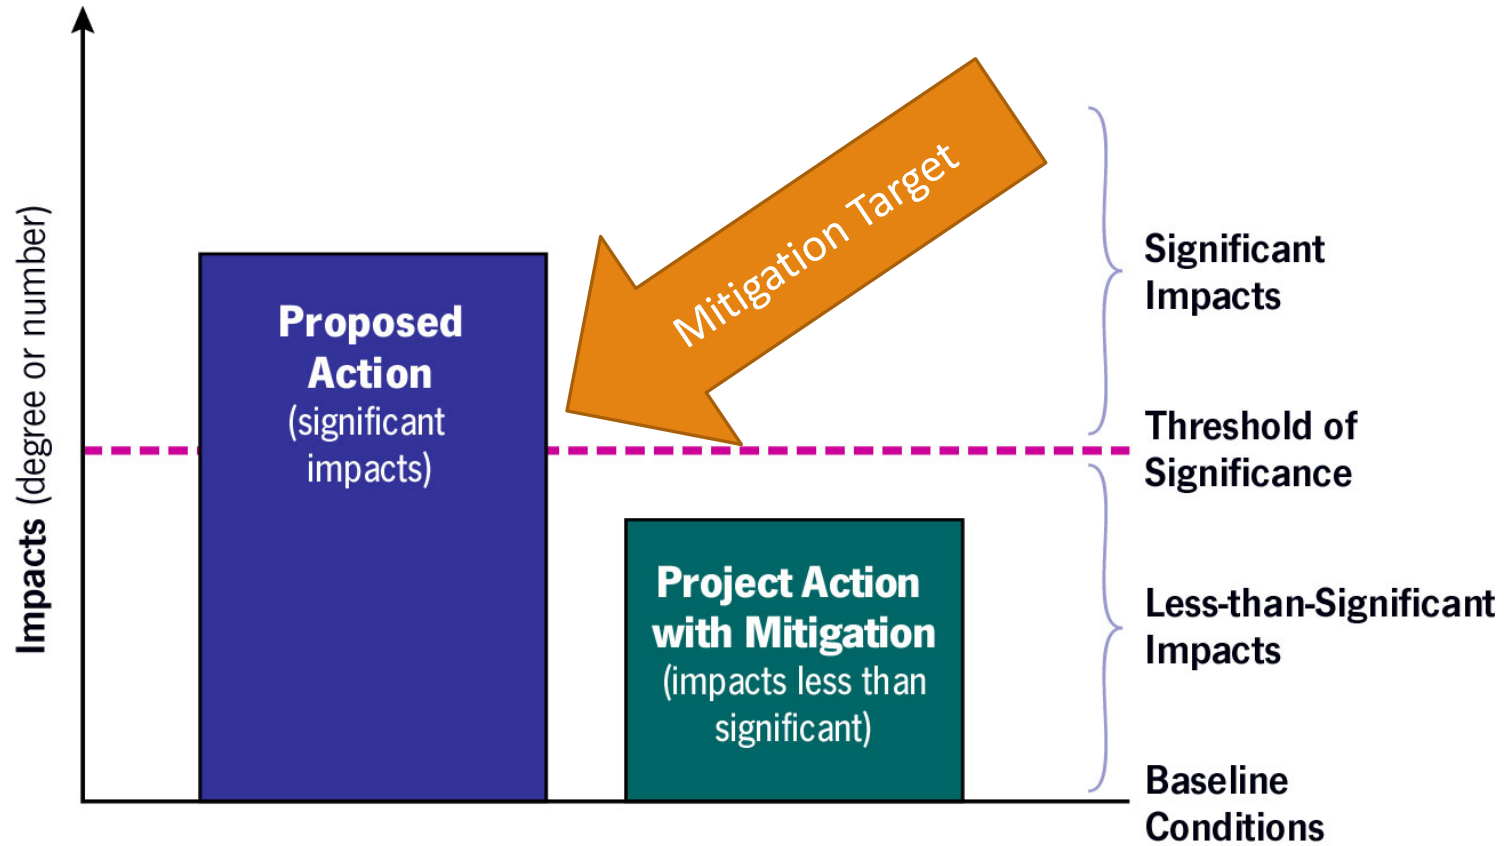 Impacts (degree or number)
Proposed
Action
(significant
impacts)
Mitigation Target
Project Action
with Mitigation
(impacts less than
significant)
Significant
Impacts
Threshold of
Significance
Less-than-Significant
Impacts
Baseline
Conditions